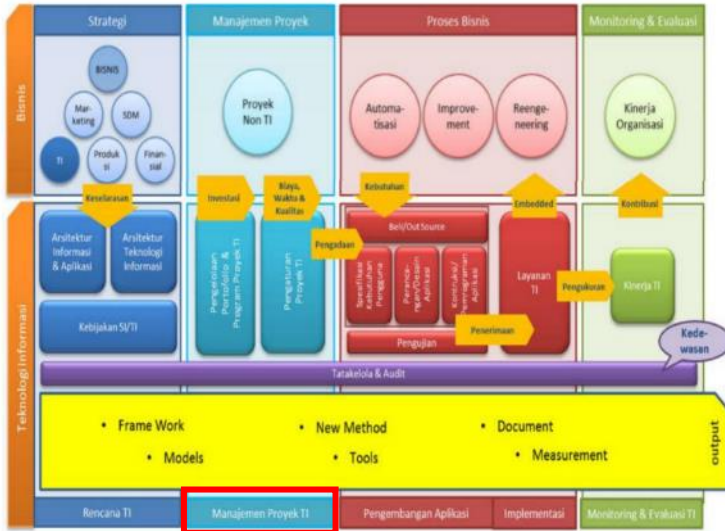 Strategi
Manajemen Proyek
Proses Bisnis
Monitoring & Evaluasi
Bisnis
BISNIS
Mar-
keting
SDM
TI
Produk
si
Finan-
sial
Proyek
Non TI
Automa-
tisasi
Improve-
ment
Reenge-
neering
Kinerja
Organisasi
Keselarasan
Investasi
Biaya,
Waktu &
Kualitas
Kebutuhan
Embedded
Kontribusi
Teknologi Informasi
Arsitektur
Informasi
& Aplikasi
Arsitektur
Teknologi
Informasi
Kebijakan SI/TI
Pengelolaan
Portofolio &
Program Proyek TI
Pengaturan
Proyek TI
Pengadaan
Beli/Out Source
Spesifikasi
Kebutuhan
Pengguna
Peranca-
ngan/Desain
Aplikasi
Kontruksi/
Pemrograman
Aplikasi
Pengujian
Penerimaan
Layanan
TI
Pengukuran
Kinerja TI
Kede-
wasan
Tatakelola & Audit
• Frame Work
• New Method
• Document
• Models
• Tools
• Measurement
output
Rencana TI
Manajemen Proyek TI
Pengembangan Aplikasi
Implementasi
Monitoring & Evaluasi TI